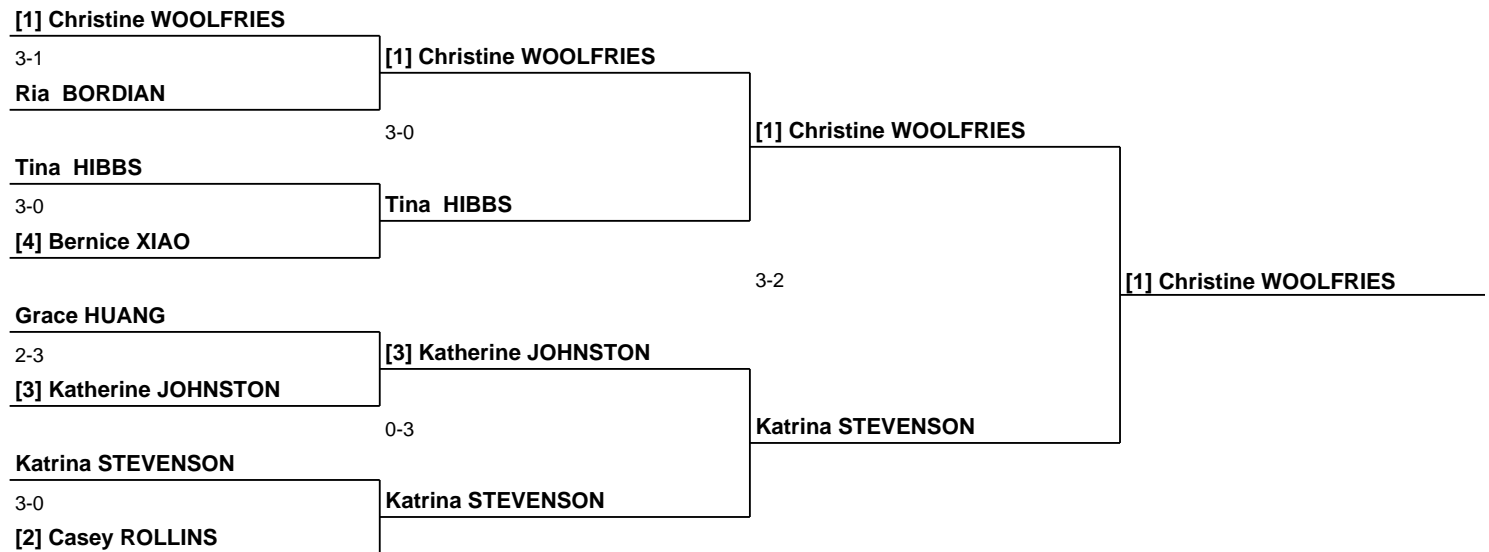 [1] Christine WOOLFRIES
3-1
[1] Christine WOOLFRIES
Ria  BORDIAN
3-0
[1] Christine WOOLFRIES
Tina  HIBBS
3-0
Tina  HIBBS
[4] Bernice XIAO
3-2
[1] Christine WOOLFRIES
Grace HUANG
2-3
[3] Katherine JOHNSTON
[3] Katherine JOHNSTON
0-3
Katrina STEVENSON
Katrina STEVENSON
3-0
Katrina STEVENSON
[2] Casey ROLLINS